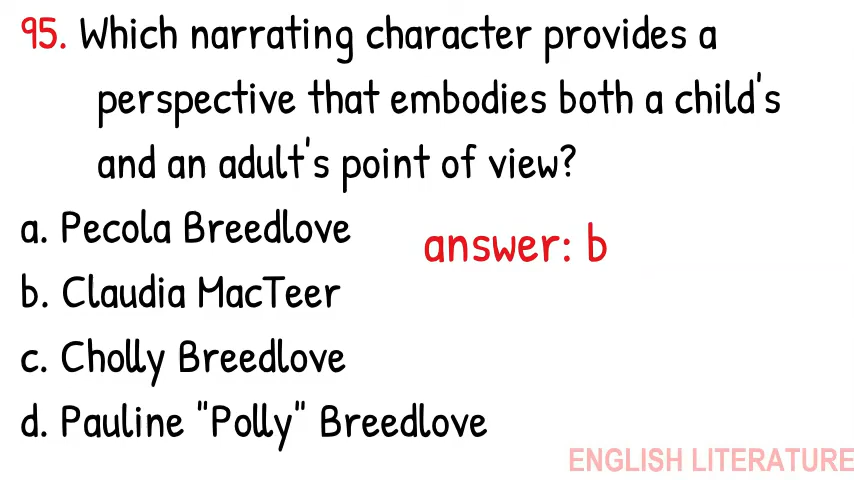 95. Which narrating character provides a
perspective that embodies both a child's
and an adult's point of view?
a. Pecola Breedlove
answer: b
b. Claudia MacTeer
c. Cholly Breedlove
d. Pauline "Polly" Breedlove
ENGLISH LITERATURE